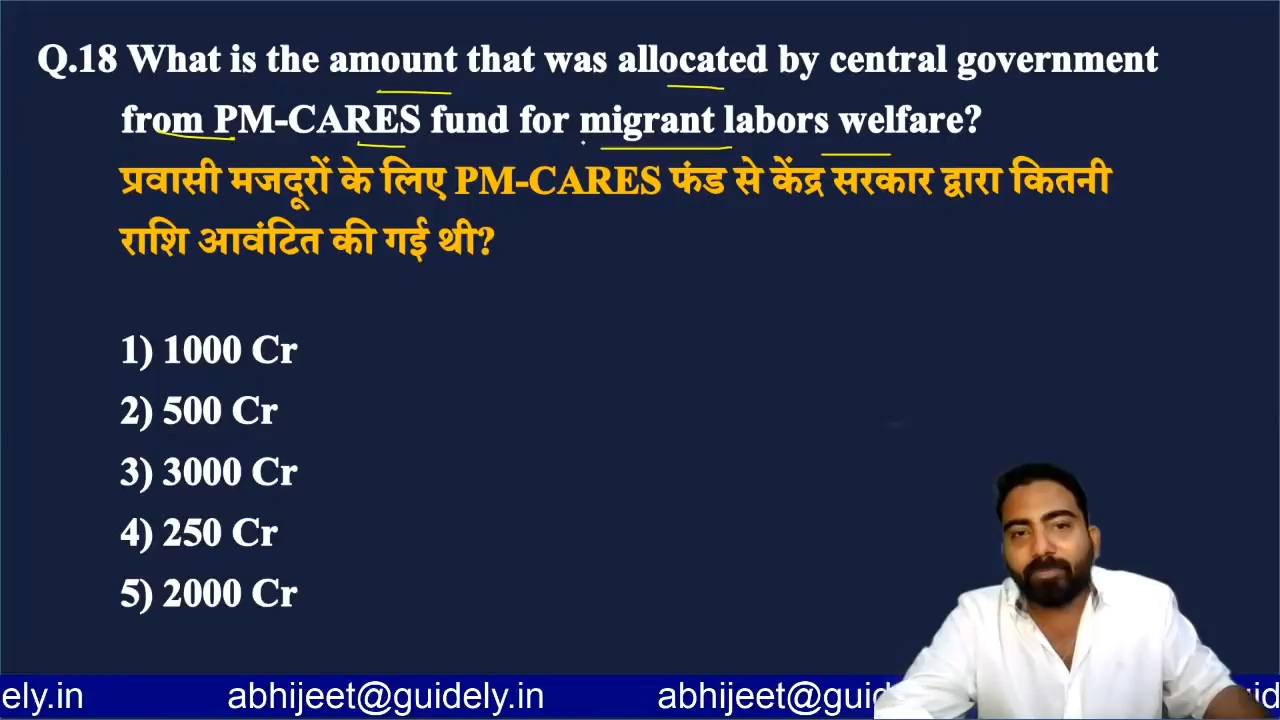 Q.18 What is the amount that was allocated by central government
from PM-CARES fund for migrant labors welfare?
प्रवासी मजदूरों के लिए PM-CARES फंड से केंद्र सरकार द्वारा कितनी
राशि आवंटित की गई थी?
1) 1000 Cr
2) 500 Cr
3) 3000 Cr
4) 250 Cr
5) 2000 Cr
ely.in abhijeet@guidely.in abhijeet@guid